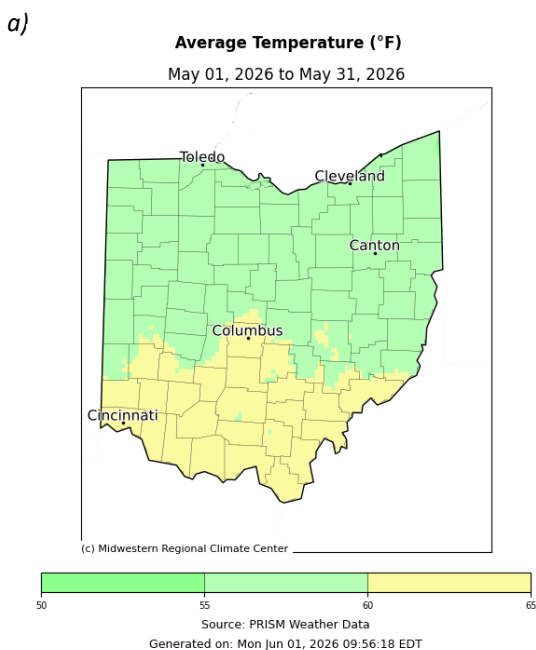 a)
Average Temperature (°F)
May 01, 2026 to May 31, 2026
Toledo
Cleveland
Canton
Columbus
Cincinnati
(c) Midwestern Regional Climate Center
50 55 60 65
Source: PRISM Weather Data
Generated on: Mon Jun 01, 2026 09:56:18 EDT